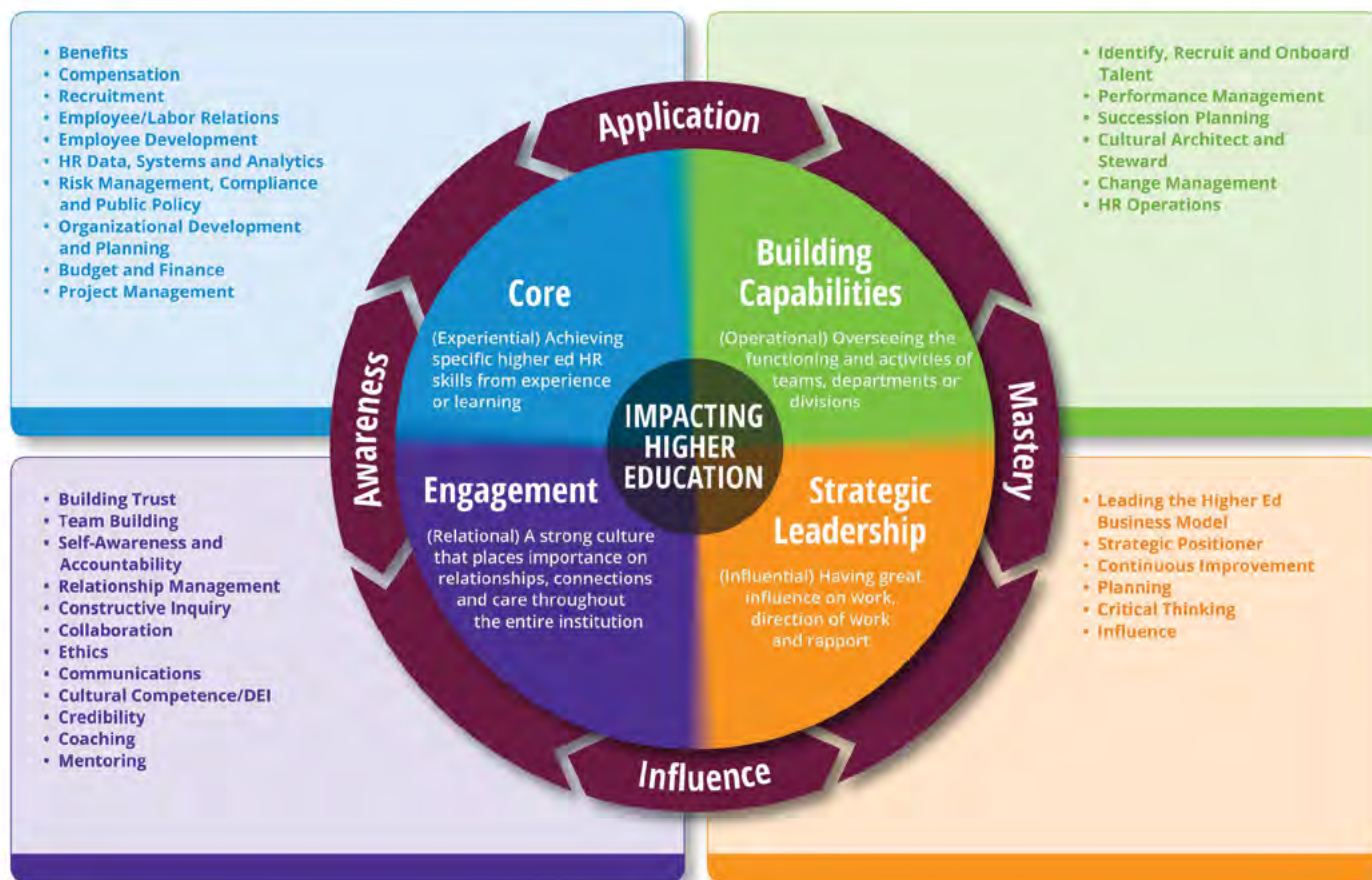 • Benefits
• Compensation
• Recruitment
• Employee/Labor Relations
• Employee Development
• HR Data, Systems and Analytics
• Risk Management, Compliance
and Public Policy
• Organizational Development
and Planning
• Budget and Finance
• Project Management
• Identify, Recruit and Onboard
Talent
• Performance Management
• Succession Planning
• Cultural Architect and
Steward
• Change Management
• HR Operations
Application
Awareness
Mastery
Influence
Core
(Experiential) Achieving
specific higher ed HR
skills from experience
or learning
Building
Capabilities
(Operational) Overseeing the
functioning and activities of
teams, departments or
divisions
IMPACTING
HIGHER
EDUCATION
Engagement
(Relational) A strong culture
that places importance on
relationships, connections
and care throughout
the entire institution
Strategic
Leadership
(Influential) Having great
influence on work,
direction of work
and rapport
• Building Trust
• Team Building
• Self-Awareness and
Accountability
• Relationship Management
• Constructive Inquiry
• Collaboration
• Ethics
• Communications
• Cultural Competence/DEI
• Credibility
• Coaching
• Mentoring
• Leading the Higher Ed
Business Model
• Strategic Positioner
• Continuous Improvement
• Planning
• Critical Thinking
• Influence